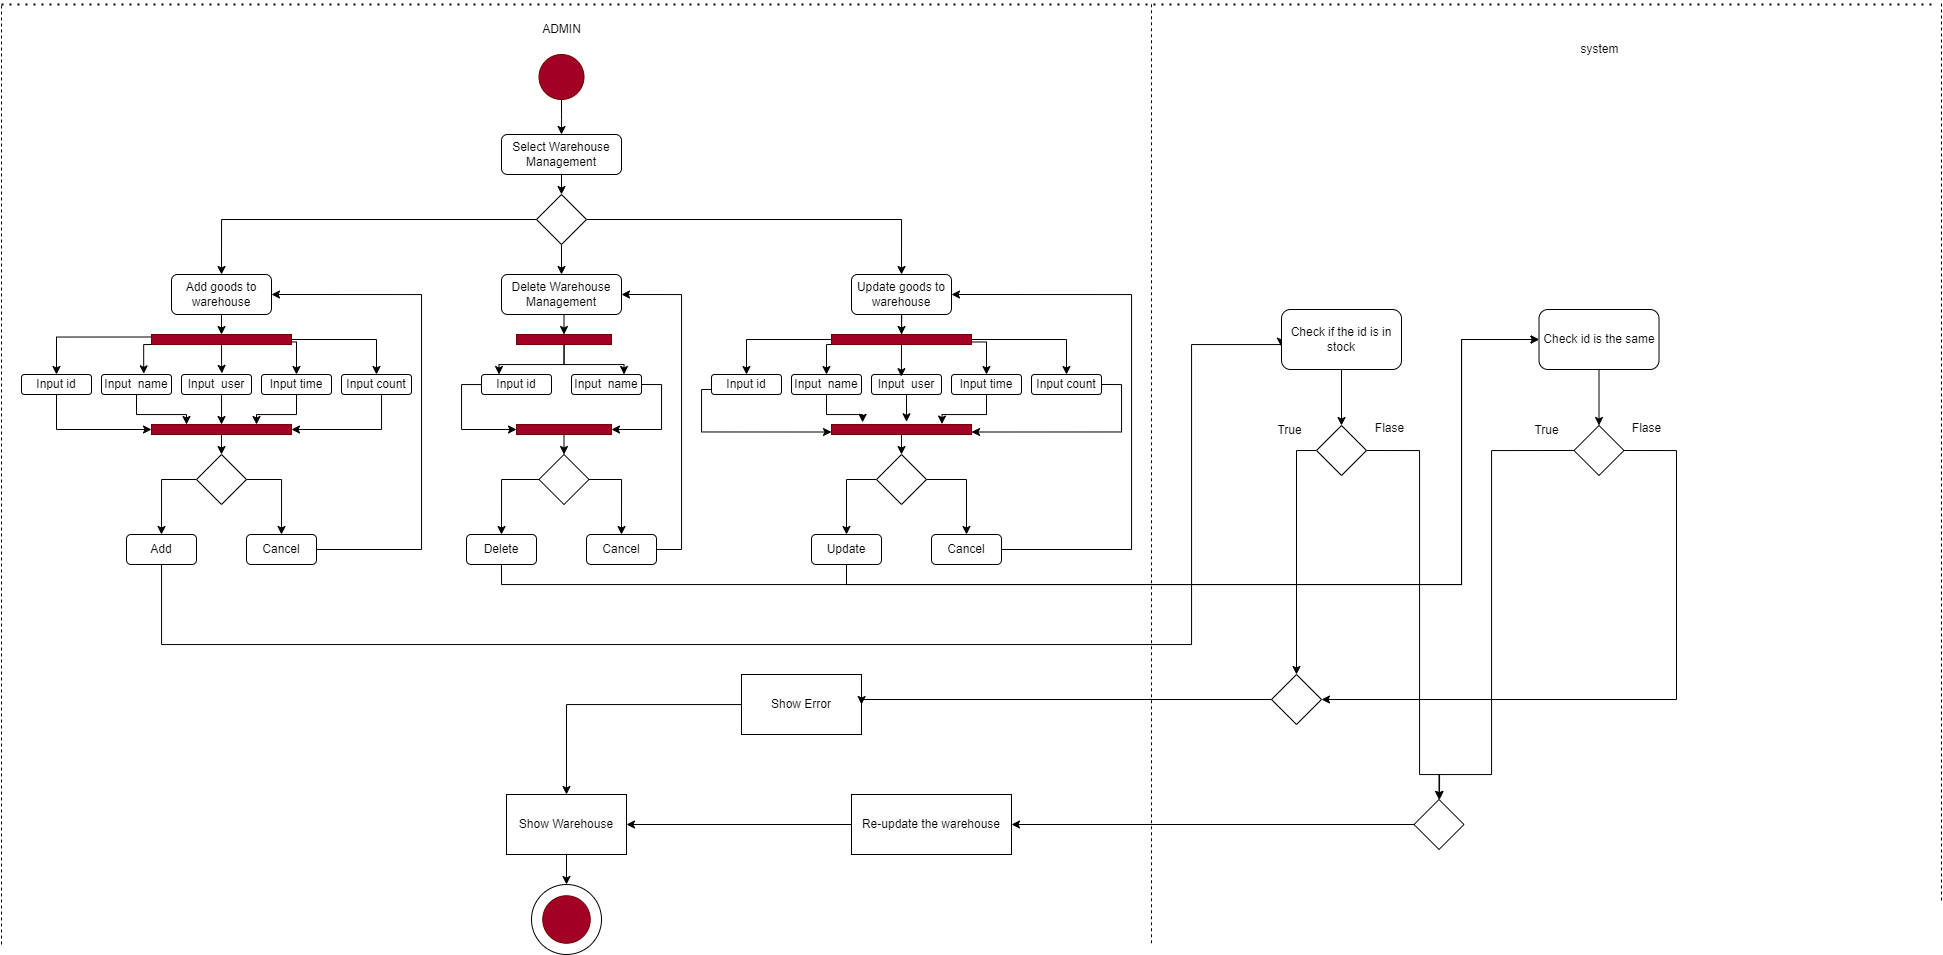 ADMIN
system
Select Warehouse
Management
Add goods to
warehouse
Delete Warehouse
Management
Update goods to
warehouse
Check if the id is in
stock
Check id is the same
Input id
Input name
Input user
Input time
Input count
Input id
Input name
Input id
Input name
Input user
Input time
Input count
True
Flase
True
Flase
Add
Cancel
Delete
Cancel
Update
Cancel
Show Error
Show Warehouse
Re-update the warehouse